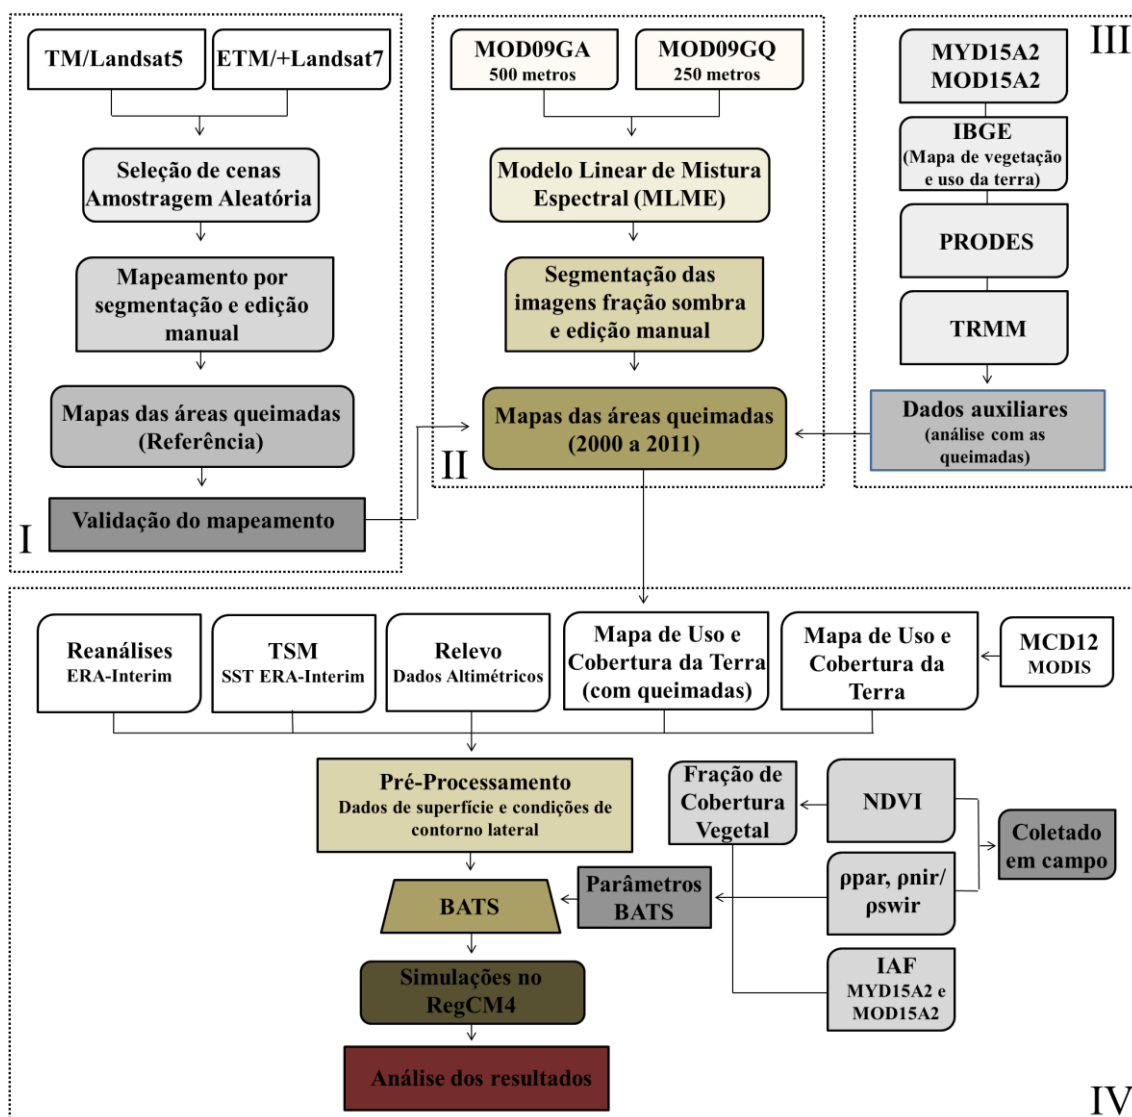 TM/Landsat5
ETM/+Landsat7
Seleção de cenas
Amostragem Aleatória
Mapeamento por
segmentação e edição
manual
Mapas das áreas queimadas
(Referência)
Validação do mapeamento
I
MOD09GA
500 metros
MOD09GQ
250 metros
Modelo Linear de Mistura
Espectral (MLME)
Segmentação das
imagens fração sombra
e edição manual
Mapas das áreas queimadas
(2000 a 2011)
II
III
MYD15A2
MOD15A2
IBGE
(Mapa de vegetação
e uso da terra)
PRODES
TRMM
Dados auxiliares
(análise com as
queimadas)
Reanálises
ERA-Interim
TSM
SST ERA-Interim
Relevo
Dados Altimétricos
Mapa de Uso e
Cobertura da Terra
(com queimadas)
Mapa de Uso e
Cobertura da
Terra
MCD12
MODIS
Pré-Processamento
Dados de superfície e condições de
contorno lateral
Fração de
Cobertura
Vegetal
NDVI
Coletado
em campo
BATS
Parâmetros
BATS
ρpar, ρnir/
ρswir
Simulações no
RegCM4
IAF
MYD15A2 e
MOD15A2
Análise dos resultados
IV